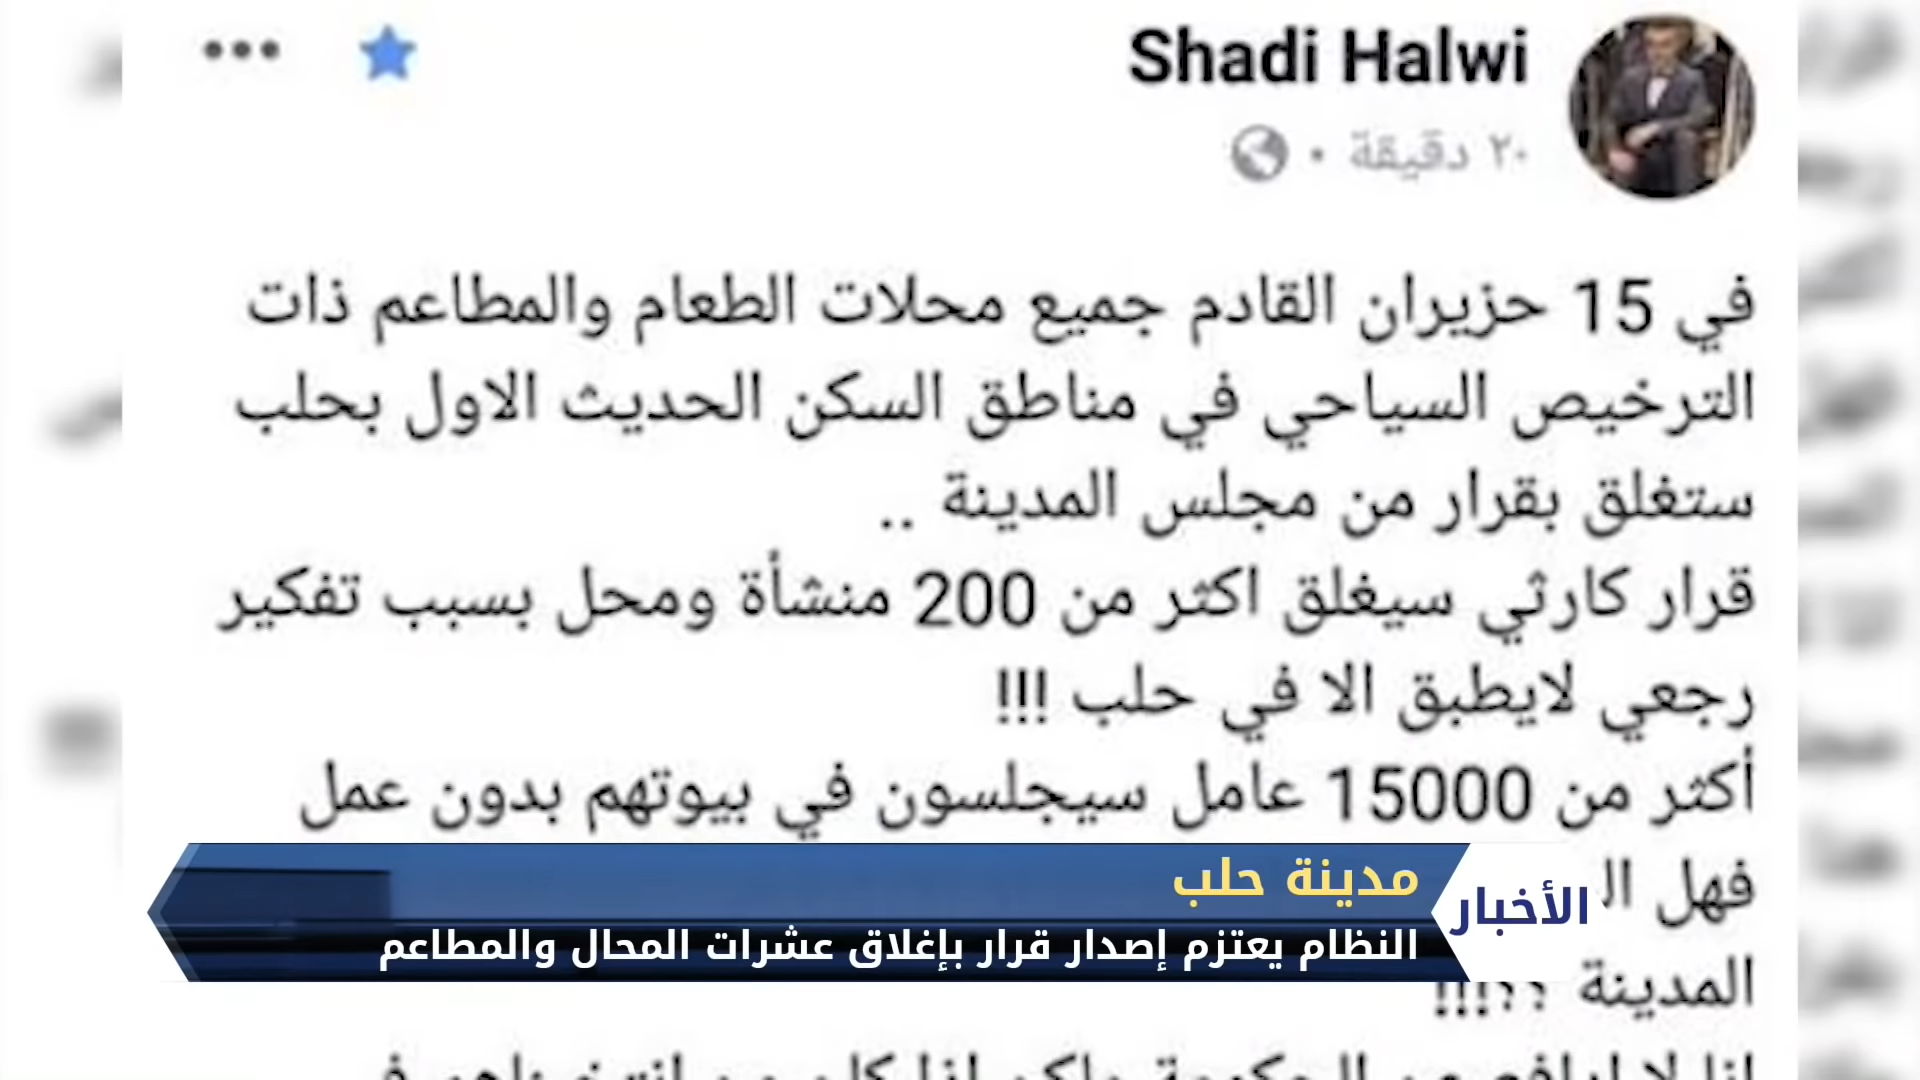 Shadi Halwi
٢٠ دقيقة
في 15 حزيران القادم جميع محلات الطعام والمطاعم ذات
الترخيص السياحي في مناطق السكن الحديث الاول بحلب
ستغلق بقرار من مجلس المدينة ..
قرار كارثي سيغلق اكثر من 200 منشأة ومحل بسبب تفكير
رجعي لايطبق الا في حلب !!!
أكثر من 15000 عامل سيجلسون في بيوتهم بدون عمل
فهل
المدينة ؟؟!!!
مدينة حلب
الأخبار
النظام يعتزم إصدار قرار بإغلاق عشرات المحال والمطاعم